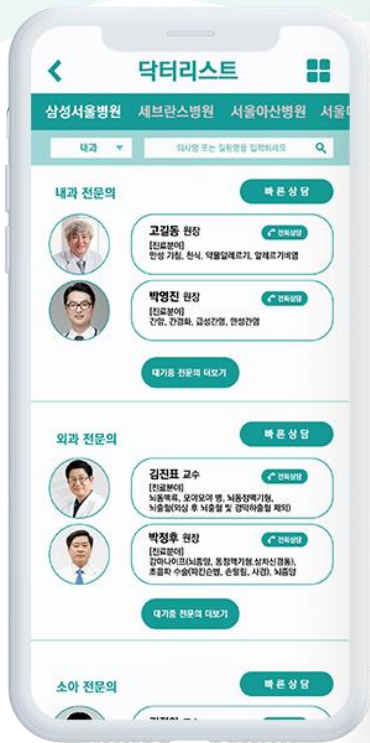 닥터리스트
삼성서울병원 세브란스병원 서울아산병원 서울대
내과
의사명 또는 질환명을 입력하세요
내과 전문의
빠른상담
고길동 원장
전화상담
[진료분야]
만성 기침, 천식, 약물알레르기, 알레르기비염
박영진 원장
전화상담
[진료분야]
간암, 간경화, 급성간염, 만성간염
대기중 전문의 더보기
외과 전문의
빠른상담
김진표 교수
전화상담
[진료분야]
뇌동맥류, 모야모야 병, 뇌동정맥기형,
뇌출혈(외상 후 뇌출혈 및 경막하출혈 제외)
박정후 원장
전화상담
[진료분야]
감마나이프(뇌종양, 동정맥기형,삼차신경통),
초음파 수술(파킨슨병, 손떨림, 사경), 뇌종양
대기중 전문의 더보기
소아 전문의
빠른상담